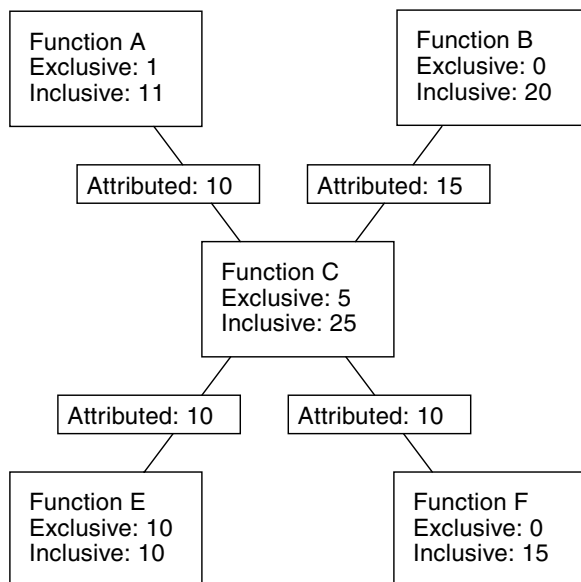 Function A
Exclusive: 1
Inclusive: 11
Function B
Exclusive: 0
Inclusive: 20
Attributed: 10
Attributed: 15
Function C
Exclusive: 5
Inclusive: 25
Attributed: 10
Attributed: 10
Function E
Exclusive: 10
Inclusive: 10
Function F
Exclusive: 0
Inclusive: 15